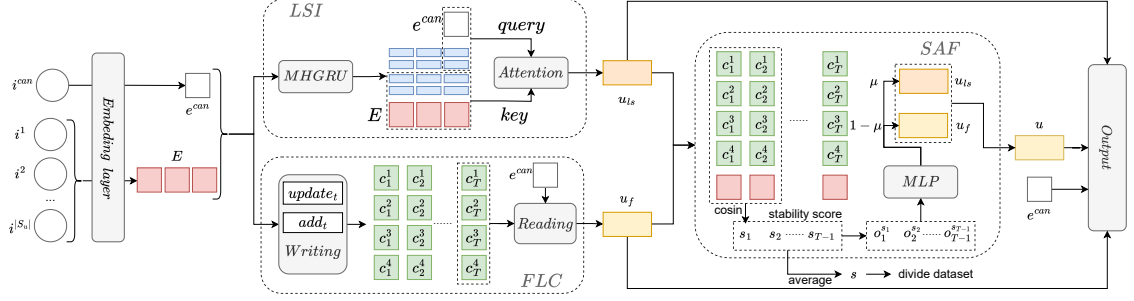 LSI
e^{can}
query
MHGRU
Attention
E
key
i^{can}
e^{can}
Embeding layer
i^1
i^2
...
i^{|S_u|}
E
update_t
add_t
Writing
c_1^1 c_2^1 c_T^1
c_1^2 c_2^2 c_T^2
......
c_1^3 c_2^3 c_T^3
c_1^4 c_2^4 c_T^4
e^{can}
Reading
FLC
u_{ls}
u_f
SAF
c_1^1 c_2^1 c_T^1
c_1^2 c_2^2 c_T^2
......
c_1^3 c_2^3 c_T^3
c_1^4 c_2^4 c_T^4
μ
u_{ls}
1 − μ
u_f
MLP
cosin
stability score
s_1 s_2 ...... s_{T−1}
o_1^{s_1} o_2^{s_2} ...... o_{T−1}^{s_{T−1}}
average s divide dataset
u
e^{can}
Output